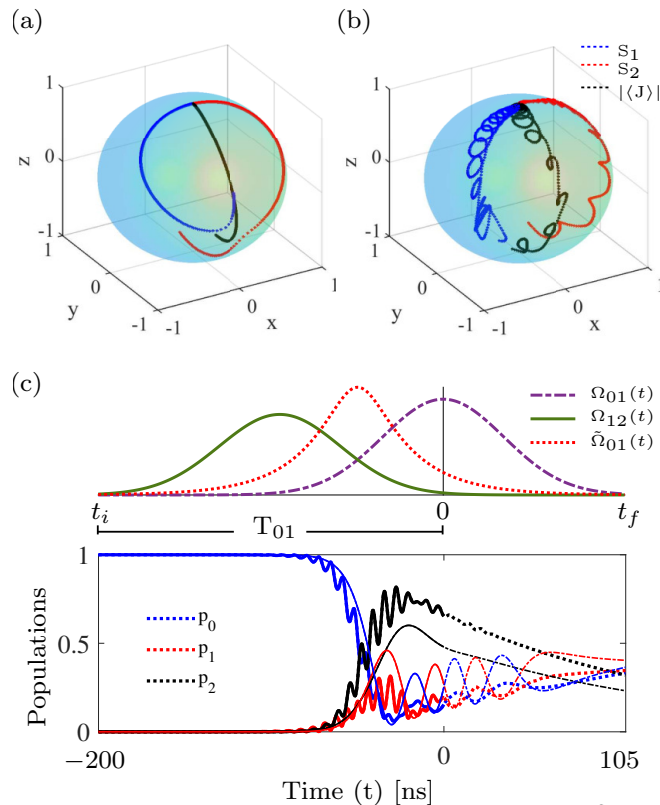 (a)
(b)
S₁
S₂
|⟨J⟩|
1
0
-1
z
1
0
-1
y
-1
0
1
x
1
0
-1
z
1
0
-1
y
-1
0
1
x
(c)
Ω₀₁(t)
Ω₁₂(t)
Ω̃₀₁(t)
tᵢ
0
t_f
T₀₁
1
0.5
0
Populations
p₀
p₁
p₂
−200
0
105
Time (t) [ns]